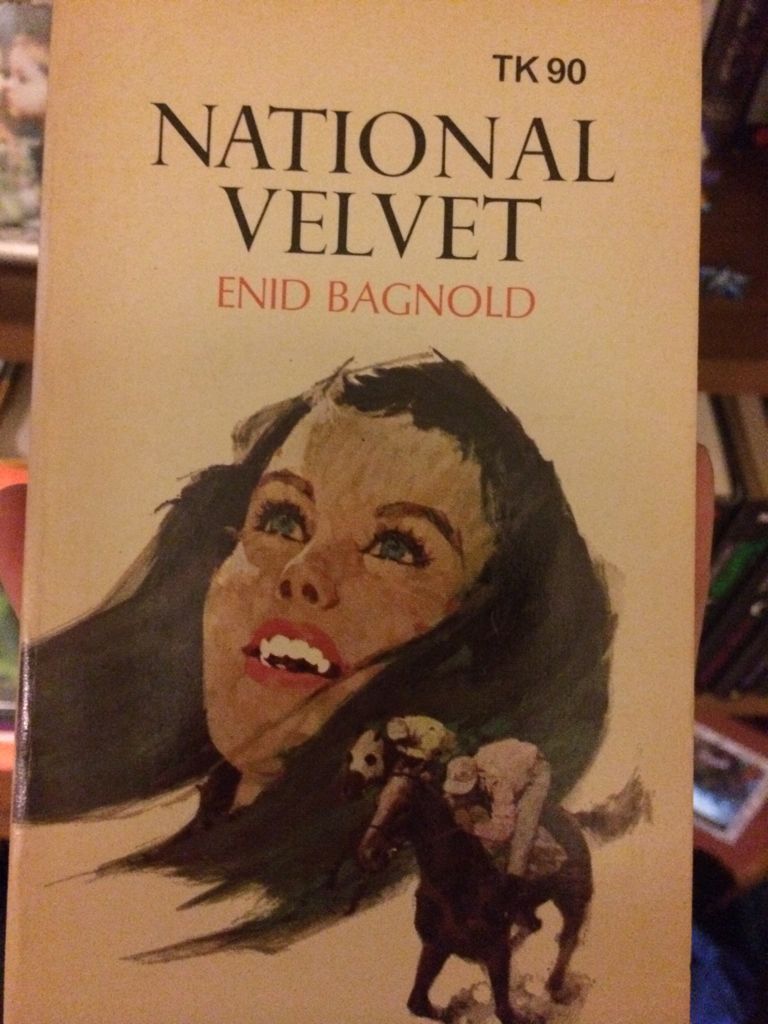 TK 90
NATIONAL
VELVET
ENID BAGNOLD